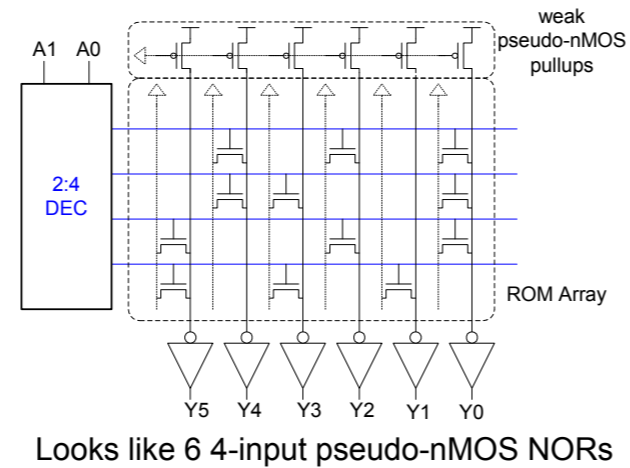 weak
pseudo-nMOS
pullups
A1 A0
2:4
DEC
ROM Array
Y5 Y4 Y3 Y2 Y1 Y0
Looks like 6 4-input pseudo-nMOS NORs